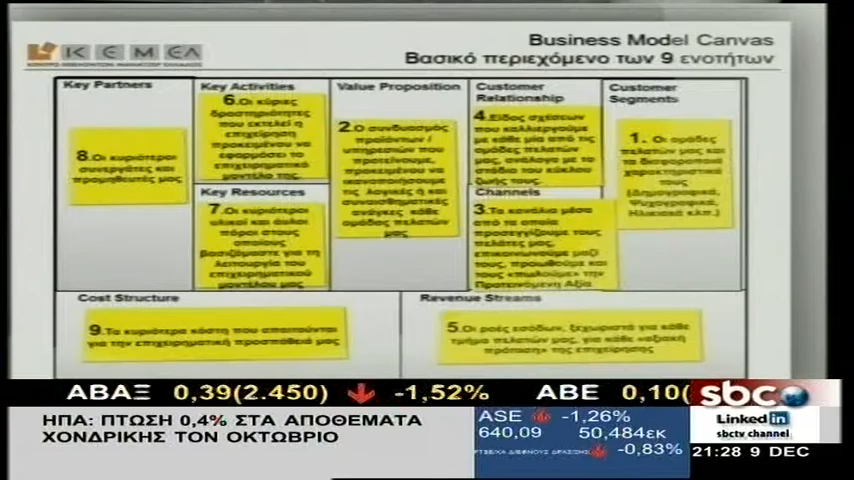 ΚΕΜΕΛ
Business Model Canvas
Βασικό περιεχόμενο των 9 ενοτήτων
Key Partners
8.Οι κυριότεροι
συνεργάτες και
προμηθευτές μας
Key Activities
6.Οι κύριες
δραστηριότητες
που εκτελεί η
επιχείρηση
προκειμένου να
εφαρμόσει το
επιχειρηματικό
μοντέλο της.
Key Resources
7.Οι κυριότεροι
υλικοί και άυλοι
πόροι στους
οποίους
βασιζόμαστε για τη
λειτουργία του
επιχειρηματικού
μοντέλου μας
Value Proposition
2.Ο συνδυασμός
προϊόντων /
υπηρεσιών που
προτείνουμε,
προκειμένου να
ικανοποιήσουμε
τις λογικές ή και
συναισθηματικές
ανάγκες κάθε
ομάδας πελατών
μας.
Customer
Relationship
4.Είδος σχέσεων
που καλλιεργούμε
με κάθε μία από τις
ομάδες πελατών
μας, ανάλογα με το
στάδιο του κύκλου
ζωής τους.
Channels
3.Τα κανάλια μέσα
από τα οποία
προσεγγίζουμε τους
πελάτες μας,
επικοινωνούμε μαζί
τους, προωθούμε και
τους «πωλούμε» την
Προτεινόμενη Αξία
Customer
Segments
1. Οι ομάδες
πελατών μας και
τα διαφοροποιά
χαρακτηριστικά
τους
(Δημογραφικά,
Ψυχογραφικά,
Ηλικιακά κλπ.)
Cost Structure
9.Τα κυριότερα κόστη που απαιτούνται
για την επιχειρηματική προσπάθειά μας
Revenue Streams
5.Οι ροές εσόδων, ξεχωριστά για κάθε
τμήμα πελατών μας, για κάθε «αξιακή
πρόταση» της επιχείρησης
ΑΒΑΞ 0,39(2.450) -1,52% ΑΒΕ 0,10(
sbc
ΗΠΑ: ΠΤΩΣΗ 0,4% ΣΤΑ ΑΠΟΘΕΜΑΤΑ
ΧΟΝΔΡΙΚΗΣ ΤΟΝ ΟΚΤΩΒΡΙΟ
ASE -1,26%
640,09 50,484εκ
-0,83%
Linked in
sbctv channel
21:28 9 DEC